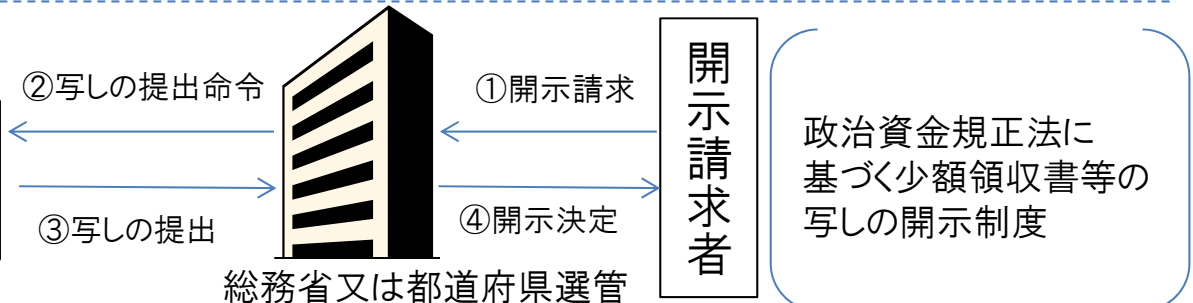 ②写しの提出命令
③写しの提出
総務省又は都道府県選管
①開示請求
④開示決定
開示請求者
政治資金規正法に
基づく少額領収書等の
写しの開示制度